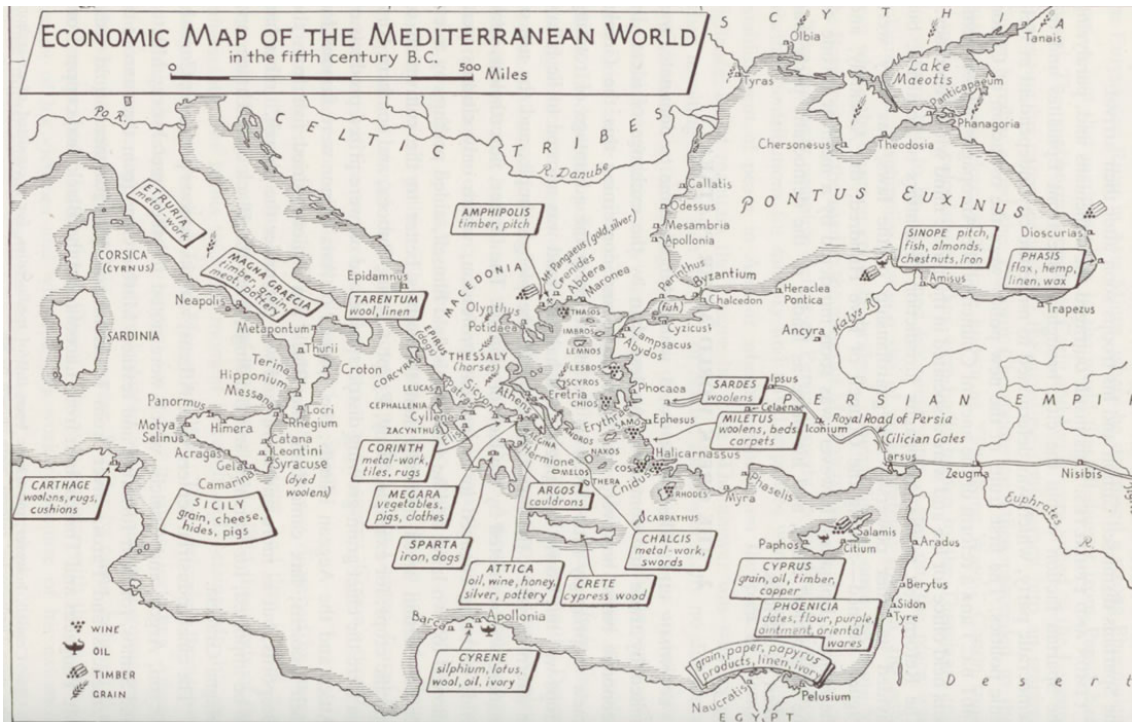 ECONOMIC MAP OF THE MEDITERRANEAN WORLD
in the fifth century B.C.
0 500 Miles
SCYTHIA
Olbia
Tanais
Tyras
Lake
Maeotis
Panticapaeum
Phanagoria
Chersonesus
Theodosia
Po R.
CELTIC TRIBES
R. Danube
Callatis
Odessus
Mesambria
Apollonia
PONTUS EUXINUS
Dioscurias
ETRURIA
metal-work
CORSICA
(CYRNUS)
MAGNA GRAECIA
timber, grain,
meat, pottery
Neapolis
SARDINIA
Metapontum
Epidamnus
TARENTUM
wool, linen
AMPHIPOLIS
timber, pitch
MACEDONIA
Mt Pangaeus (gold, silver)
Crenides
Abdera
Maronea
Perinthus
Byzantium
Chalcedon
Heraclea
Pontica
SINOPE pitch,
fish, almonds,
chestnuts, iron
PHASIS
flax, hemp,
linen, wax
Amisus
Trapezus
Halys R.
Ancyra
Olynthus
Potidaea
THASOS
(fish)
Cyzicus
IMBROS
Lampsacus
Abydos
LEMNOS
EPIRUS
(dogs)
THESSALY
(horses)
CORCYRA
Thurii
Croton
Terina
Hipponium
Messana
Locri
Rhegium
Panormus
Himera
Motya
Selinus
Acragas
Gela
Camarina
Catana
Leontini
Syracuse
(dyed
woolens)
LEUCAS
CEPHALLENIA
ZACYNTHUS
Patrae
Cyllene
Elis
Sicyon
Athens
Eretria
LESBOS
SCYROS
CHIOS
Phocaea
Erythrae
SAMOS
Ephesus
SARDES
woolens
Ipsus
Celaenae
MILETUS
woolens, beds,
carpets
PERSIAN EMPI
Royal Road of Persia
Iconium
Cilician Gates
Tarsus
Zeugma
Nisibis
Euphrates
R.
AEGINA
Hermione
ANDROS
NAXOS
MELOS
THERA
COS
Cnidus
Halicarnassus
RHODES
CARPATHUS
Myra
Phaselis
CARTHAGE
woolens, rugs,
cushions
SICILY
grain, cheese,
hides, pigs
CORINTH
metal-work,
tiles, rugs
MEGARA
vegetables,
pigs, clothes
SPARTA
iron, dogs
ARGOS
cauldrons
ATTICA
oil, wine, honey,
silver, pottery
CRETE
cypress wood
CHALCIS
metal-work,
swords
Paphos
Salamis
Citium
CYPRUS
grain, oil, timber,
copper
Aradus
Berytus
Sidon
Tyre
PHOENICIA
dates, flour, purple,
ointment, oriental
wares
Barca
Apollonia
CYRENE
silphium, lotus,
wool, oil, ivory
grain, paper, papyrus
products, linen, ivory
Naucratis
Pelusium
EGYPT
Desert
WINE
OIL
TIMBER
GRAIN